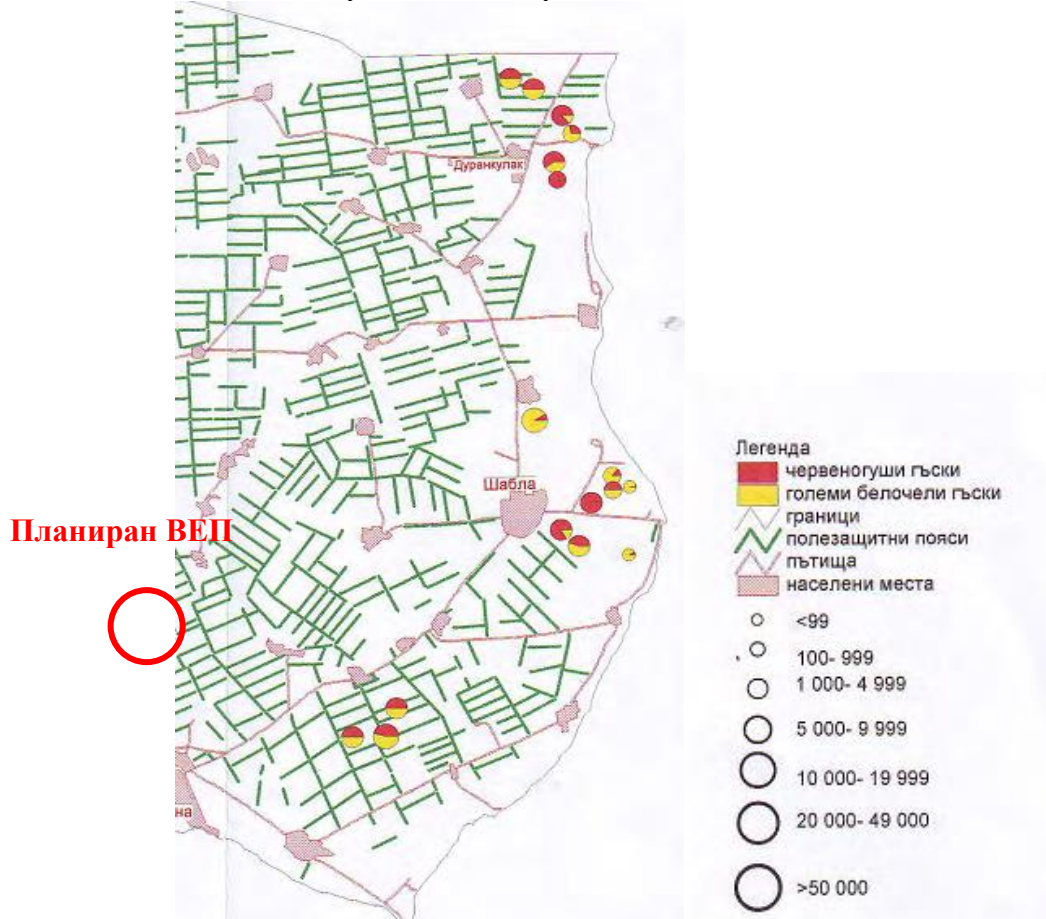 Дуранкулак
Шабла
Планиран ВЕП
на
Легенда
червеногуши гъски
големи белочели гъски
граници
полезащитни пояси
пътища
населени места
<99
100- 999
1 000- 4 999
5 000- 9 999
10 000- 19 999
20 000- 49 000
>50 000